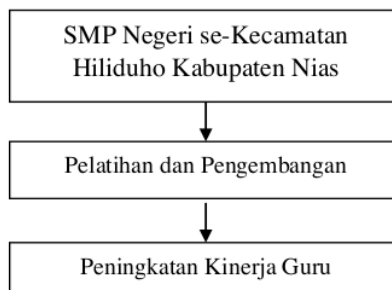 SMP Negeri se-Kecamatan
Hiliduho Kabupaten Nias
Pelatihan dan Pengembangan
Peningkatan Kinerja Guru